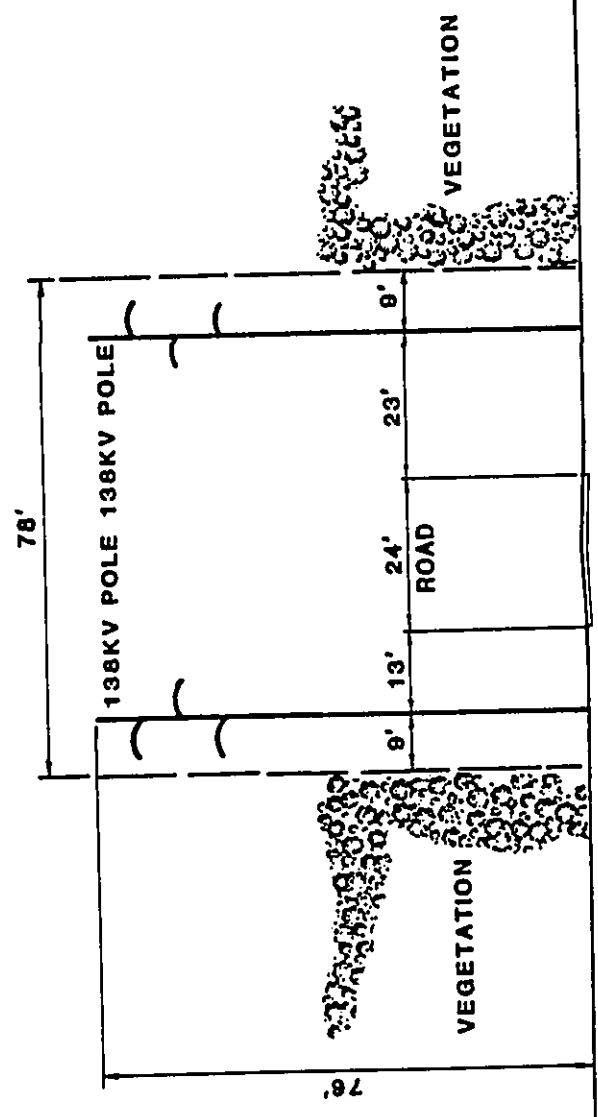 78'
138KV POLE 138KV POLE
9' 13' 24' 23' 9'
ROAD
VEGETATION
VEGETATION
76'